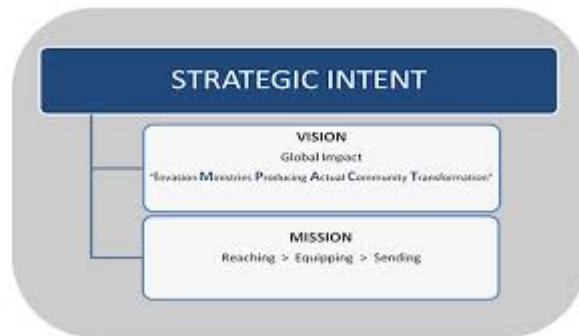 STRATEGIC INTENT
VISION
Global Impact
"Invasion Ministries Producing Actual Community Transformation"
MISSION
Reaching > Equipping > Sending